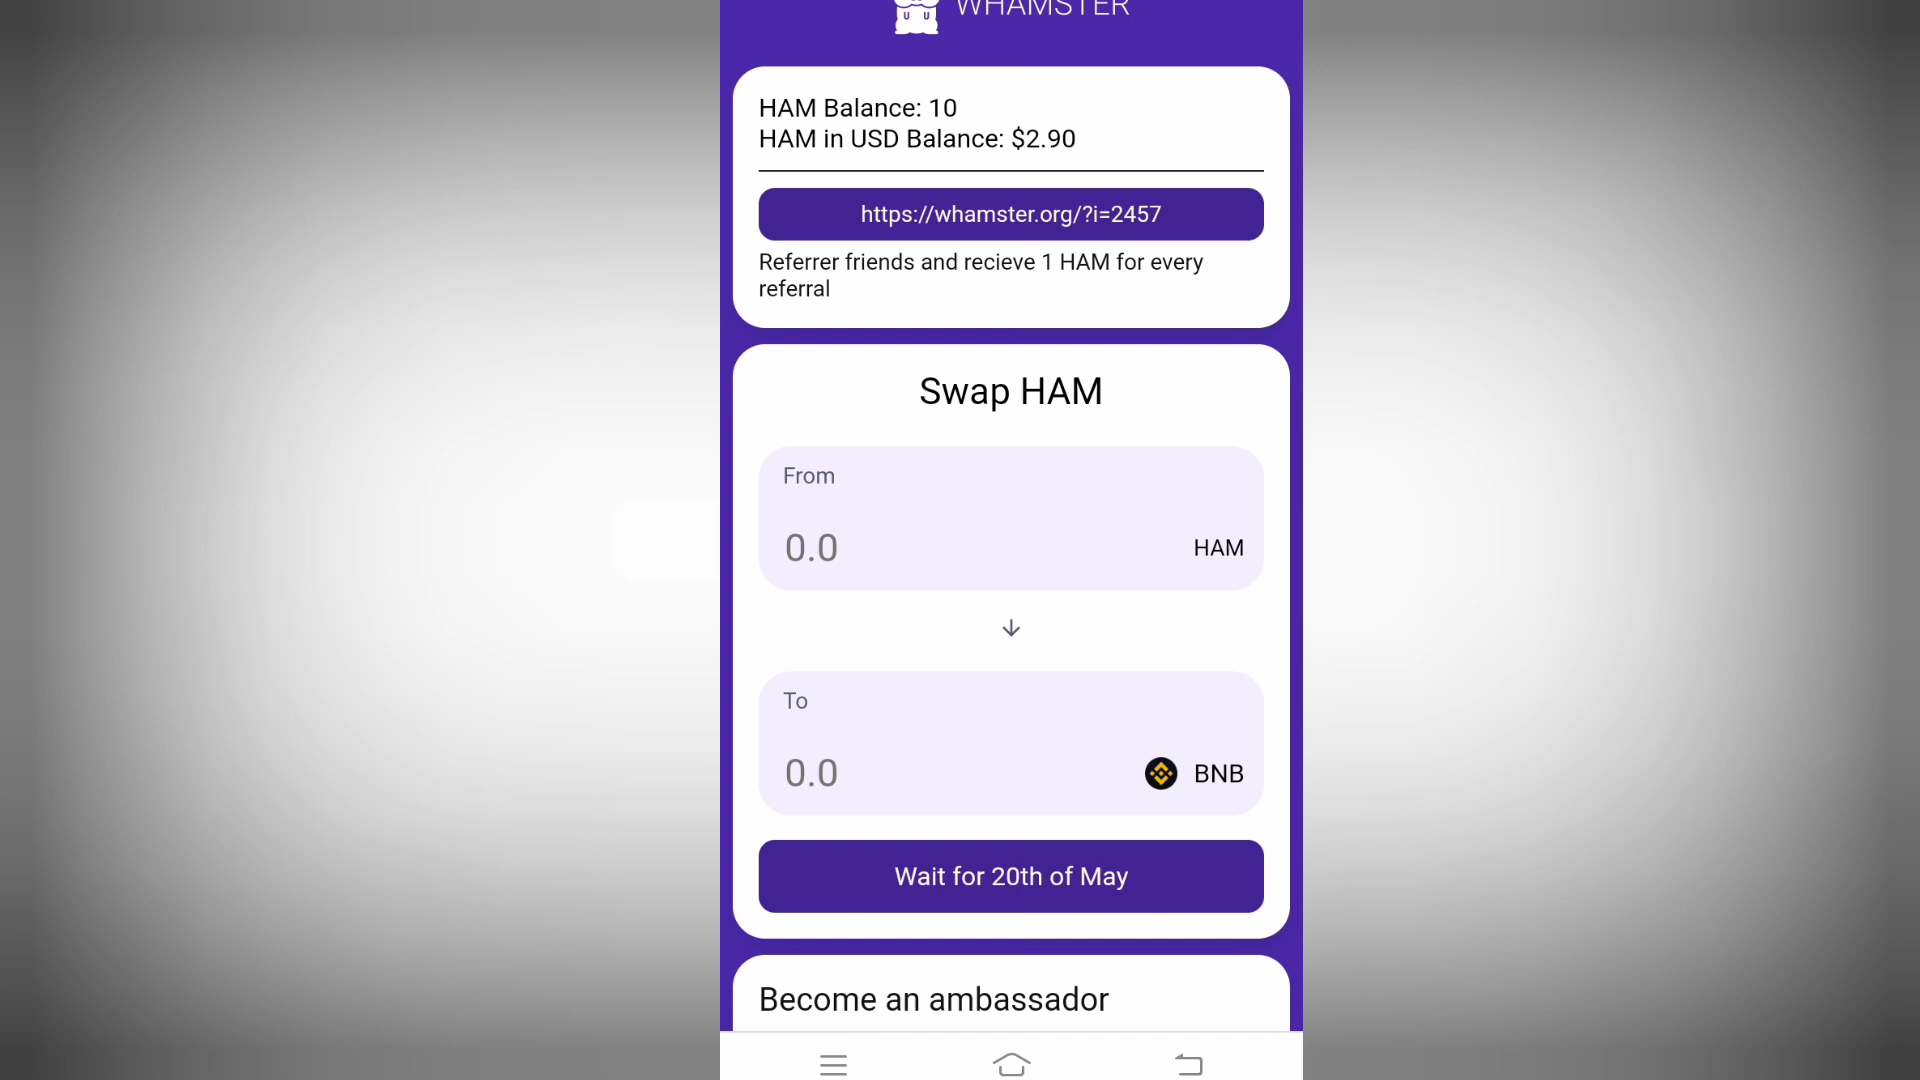 WHAMSTER
HAM Balance: 10
HAM in USD Balance: $2.90
https://whamster.org/?i=2457
Referrer friends and recieve 1 HAM for every
referral
Swap HAM
From
0.0 HAM
To
0.0 BNB
Wait for 20th of May
Become an ambassador